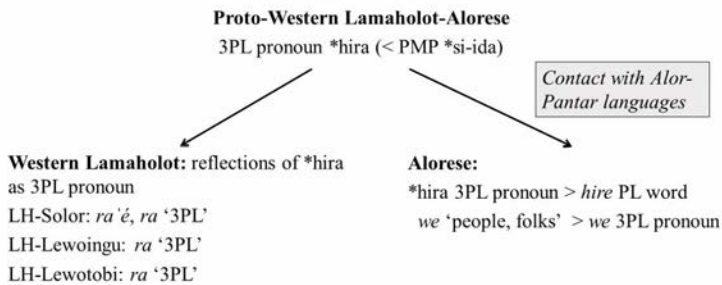 Proto-Western Lamaholot-Alorese
3PL pronoun *hira (< PMP *si-ida)
Contact with Alor-
Pantar languages
Western Lamaholot: reflections of *hira
as 3PL pronoun
LH-Solor: ra'é, ra ‘3PL’
LH-Lewoingu: ra ‘3PL’
LH-Lewotobi: ra ‘3PL’
Alorese:
*hira 3PL pronoun > hire PL word
we ‘people, folks’ > we 3PL pronoun